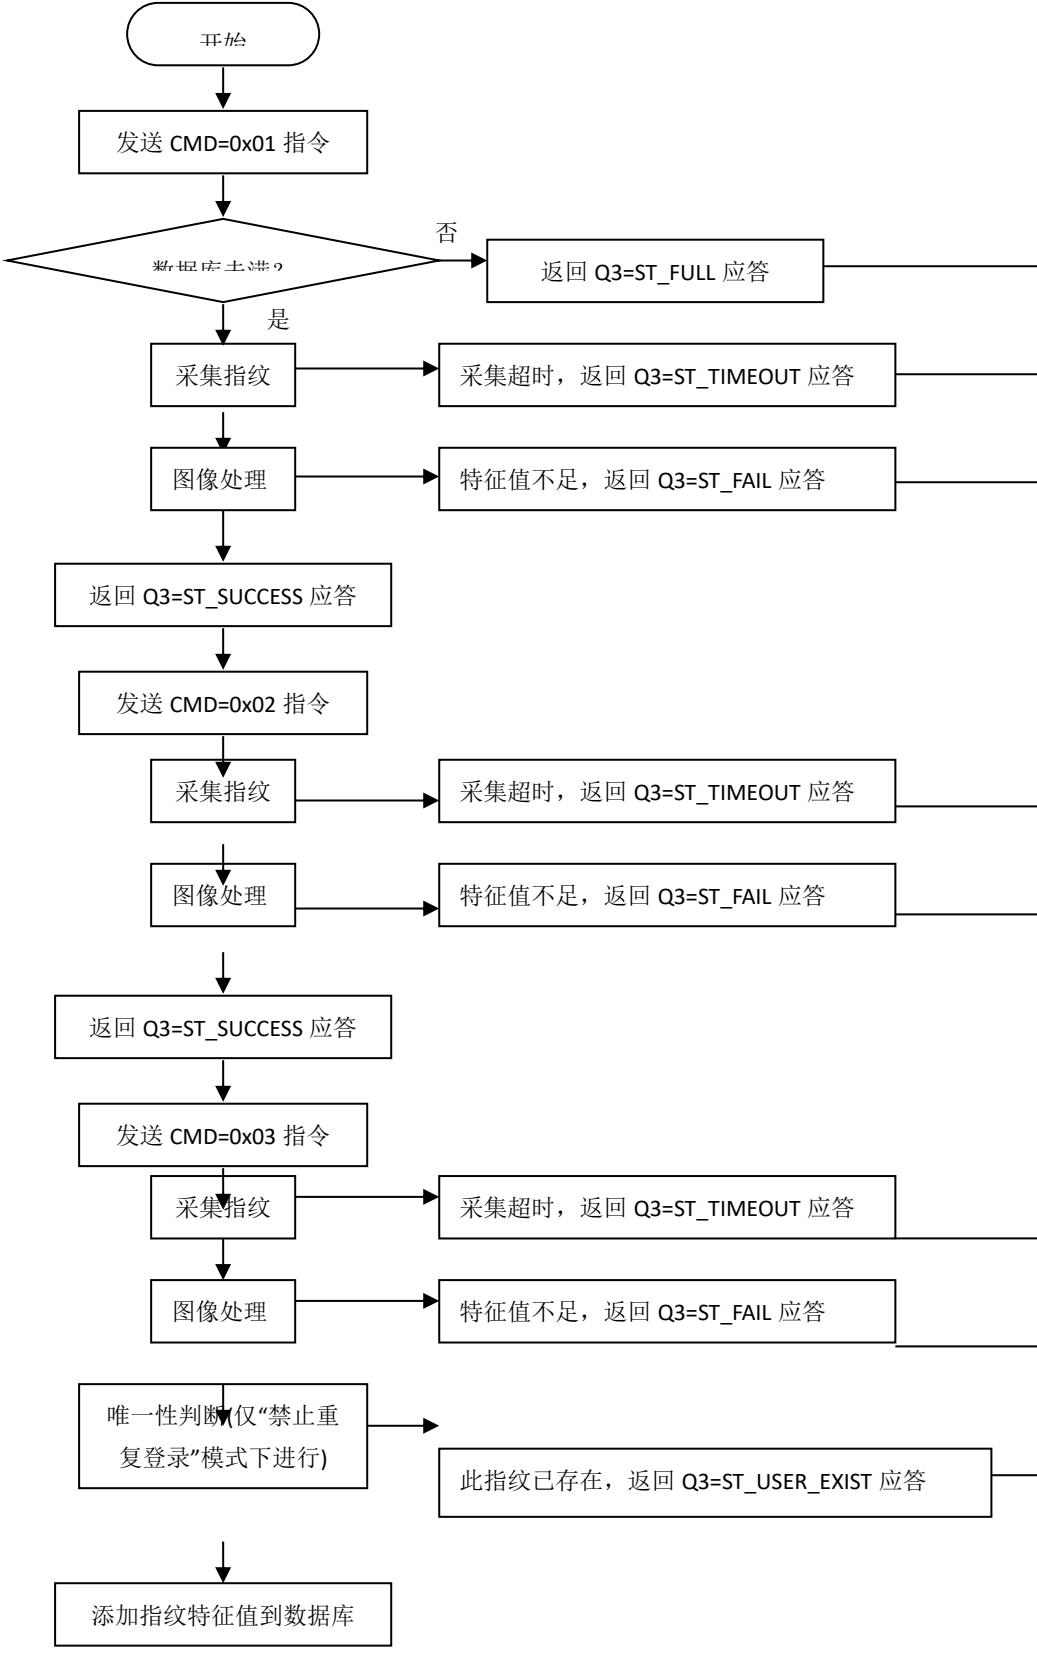 开始
发送 CMD=0x01 指令
数据库未满？
否
返回 Q3=ST_FULL 应答
是
采集指纹
采集超时，返回 Q3=ST_TIMEOUT 应答
图像处理
特征值不足，返回 Q3=ST_FAIL 应答
返回 Q3=ST_SUCCESS 应答
发送 CMD=0x02 指令
采集指纹
采集超时，返回 Q3=ST_TIMEOUT 应答
图像处理
特征值不足，返回 Q3=ST_FAIL 应答
返回 Q3=ST_SUCCESS 应答
发送 CMD=0x03 指令
采集指纹
采集超时，返回 Q3=ST_TIMEOUT 应答
图像处理
特征值不足，返回 Q3=ST_FAIL 应答
唯一性判断(仅“禁止重
复登录”模式下进行)
此指纹已存在，返回 Q3=ST_USER_EXIST 应答
添加指纹特征值到数据库